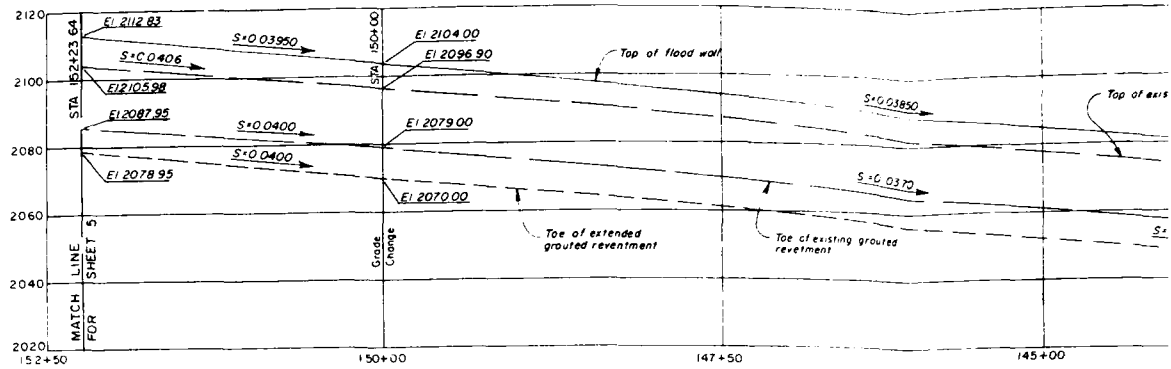 2120
2100
2080
2060
2040
2020
152+50
150+00
147+50
145+00
STA 152+23 64
MATCH LINE
FOR SHEET 5
El. 2112.83
El. 2105.98
El. 2087.95
El. 2078.95
S=0.03950
S=0.0406
S=0.0400
S=0.0400
STA 150+00
El. 2104.00
El. 2096.90
El. 2079.00
El. 2070.00
Grade
Change
Top of flood wall
Toe of extended
grouted reventment
Toe of existing grouted
revetment
S=0.03850
S=0.0370
Top of exis
S=